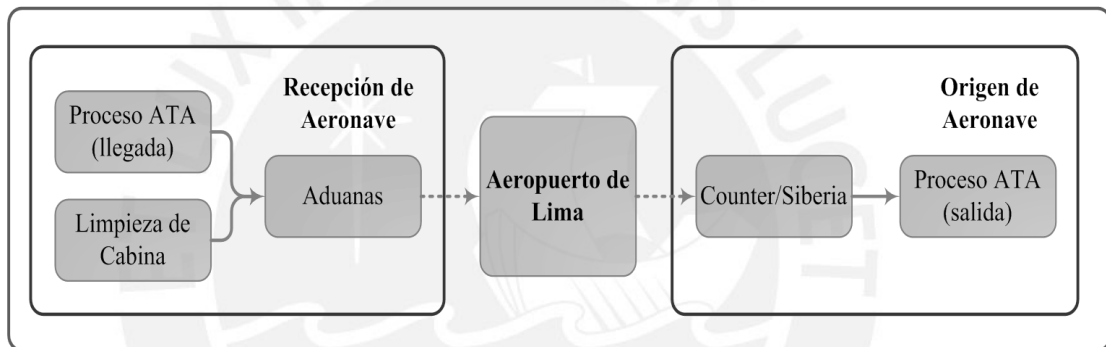 Recepción de
Aeronave
Proceso ATA
(llegada)
Limpieza de
Cabina
Aduanas
Aeropuerto de
Lima
Origen de
Aeronave
Counter/Siberia
Proceso ATA
(salida)